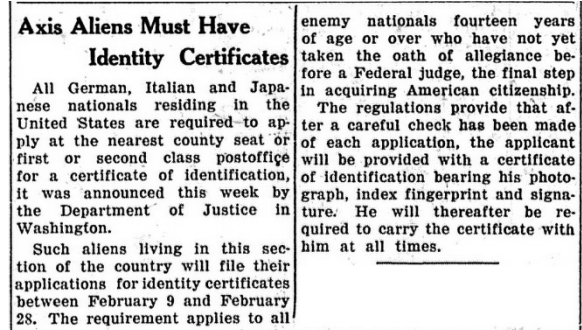 Axis Aliens Must Have
Identity Certificates
All German, Italian and Japa-
nese nationals residing in the
United States are required to ap-
ply at the nearest county seat or
first or second class postoffice
for a certificate of identification,
it was announced this week by
the Department of Justice in
Washington.
Such aliens living in this sec-
tion of the country will file their
applications for identity certificates
between February 9 and February
28. The requirement applies to all
enemy nationals fourteen years
of age or over who have not yet
taken the oath of allegiance be-
fore a Federal judge, the final step
in acquiring American citizenship.
The regulations provide that af-
ter a careful check has been made
of each application, the applicant
will be provided with a certificate
of identification bearing his photo-
graph, index fingerprint and signa-
ture. He will thereafter be re-
quired to carry the certificate with
him at all times.